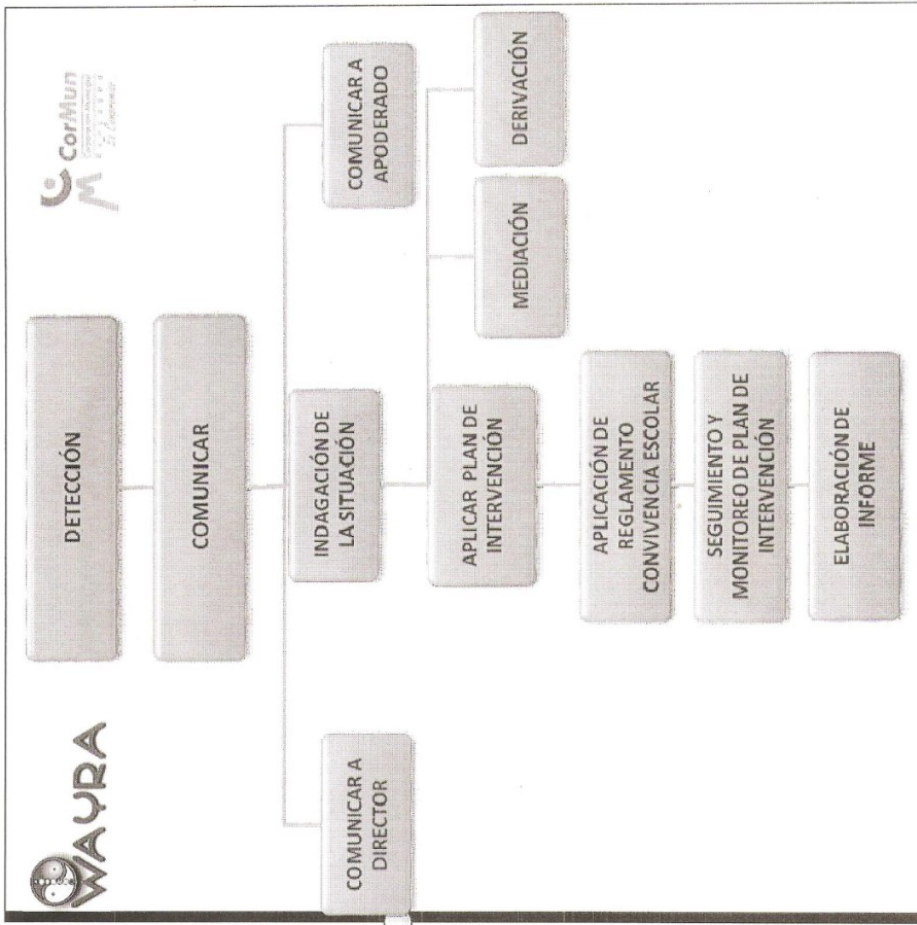 WAYRA
CorMun
DETECCIÓN
COMUNICAR
COMUNICAR A
DIRECTOR
INDAGACIÓN DE
LA SITUACIÓN
COMUNICAR A
APODERADO
APLICAR PLAN DE
INTERVENCIÓN
MEDIACIÓN
DERIVACIÓN
APLICACIÓN DE
REGLAMENTO
CONVIVENCIA ESCOLAR
SEGUIMIENTO Y
MONITOREO DE PLAN DE
INTERVENCIÓN
ELABORACIÓN DE
INFORME